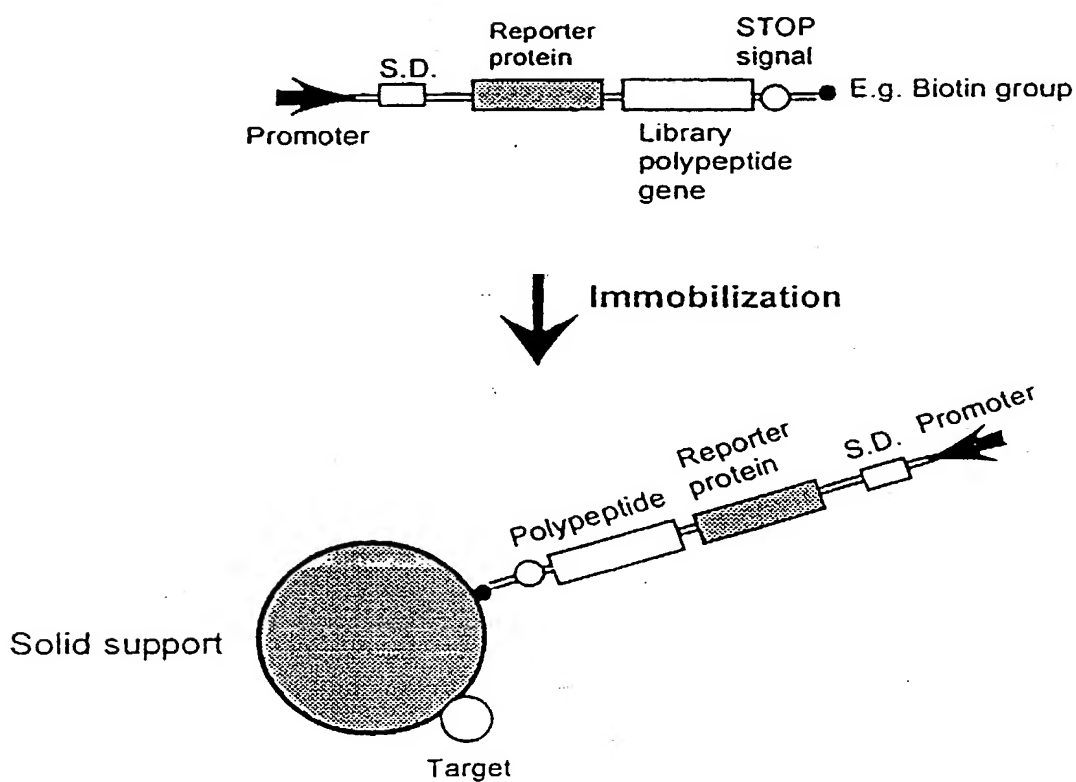 Reporter
protein
STOP
signal
S.D.
E.g. Biotin group
Promoter
Library
polypeptide
gene
Immobilization
Promoter
S.D.
Reporter
protein
Polypeptide
Solid support
Target